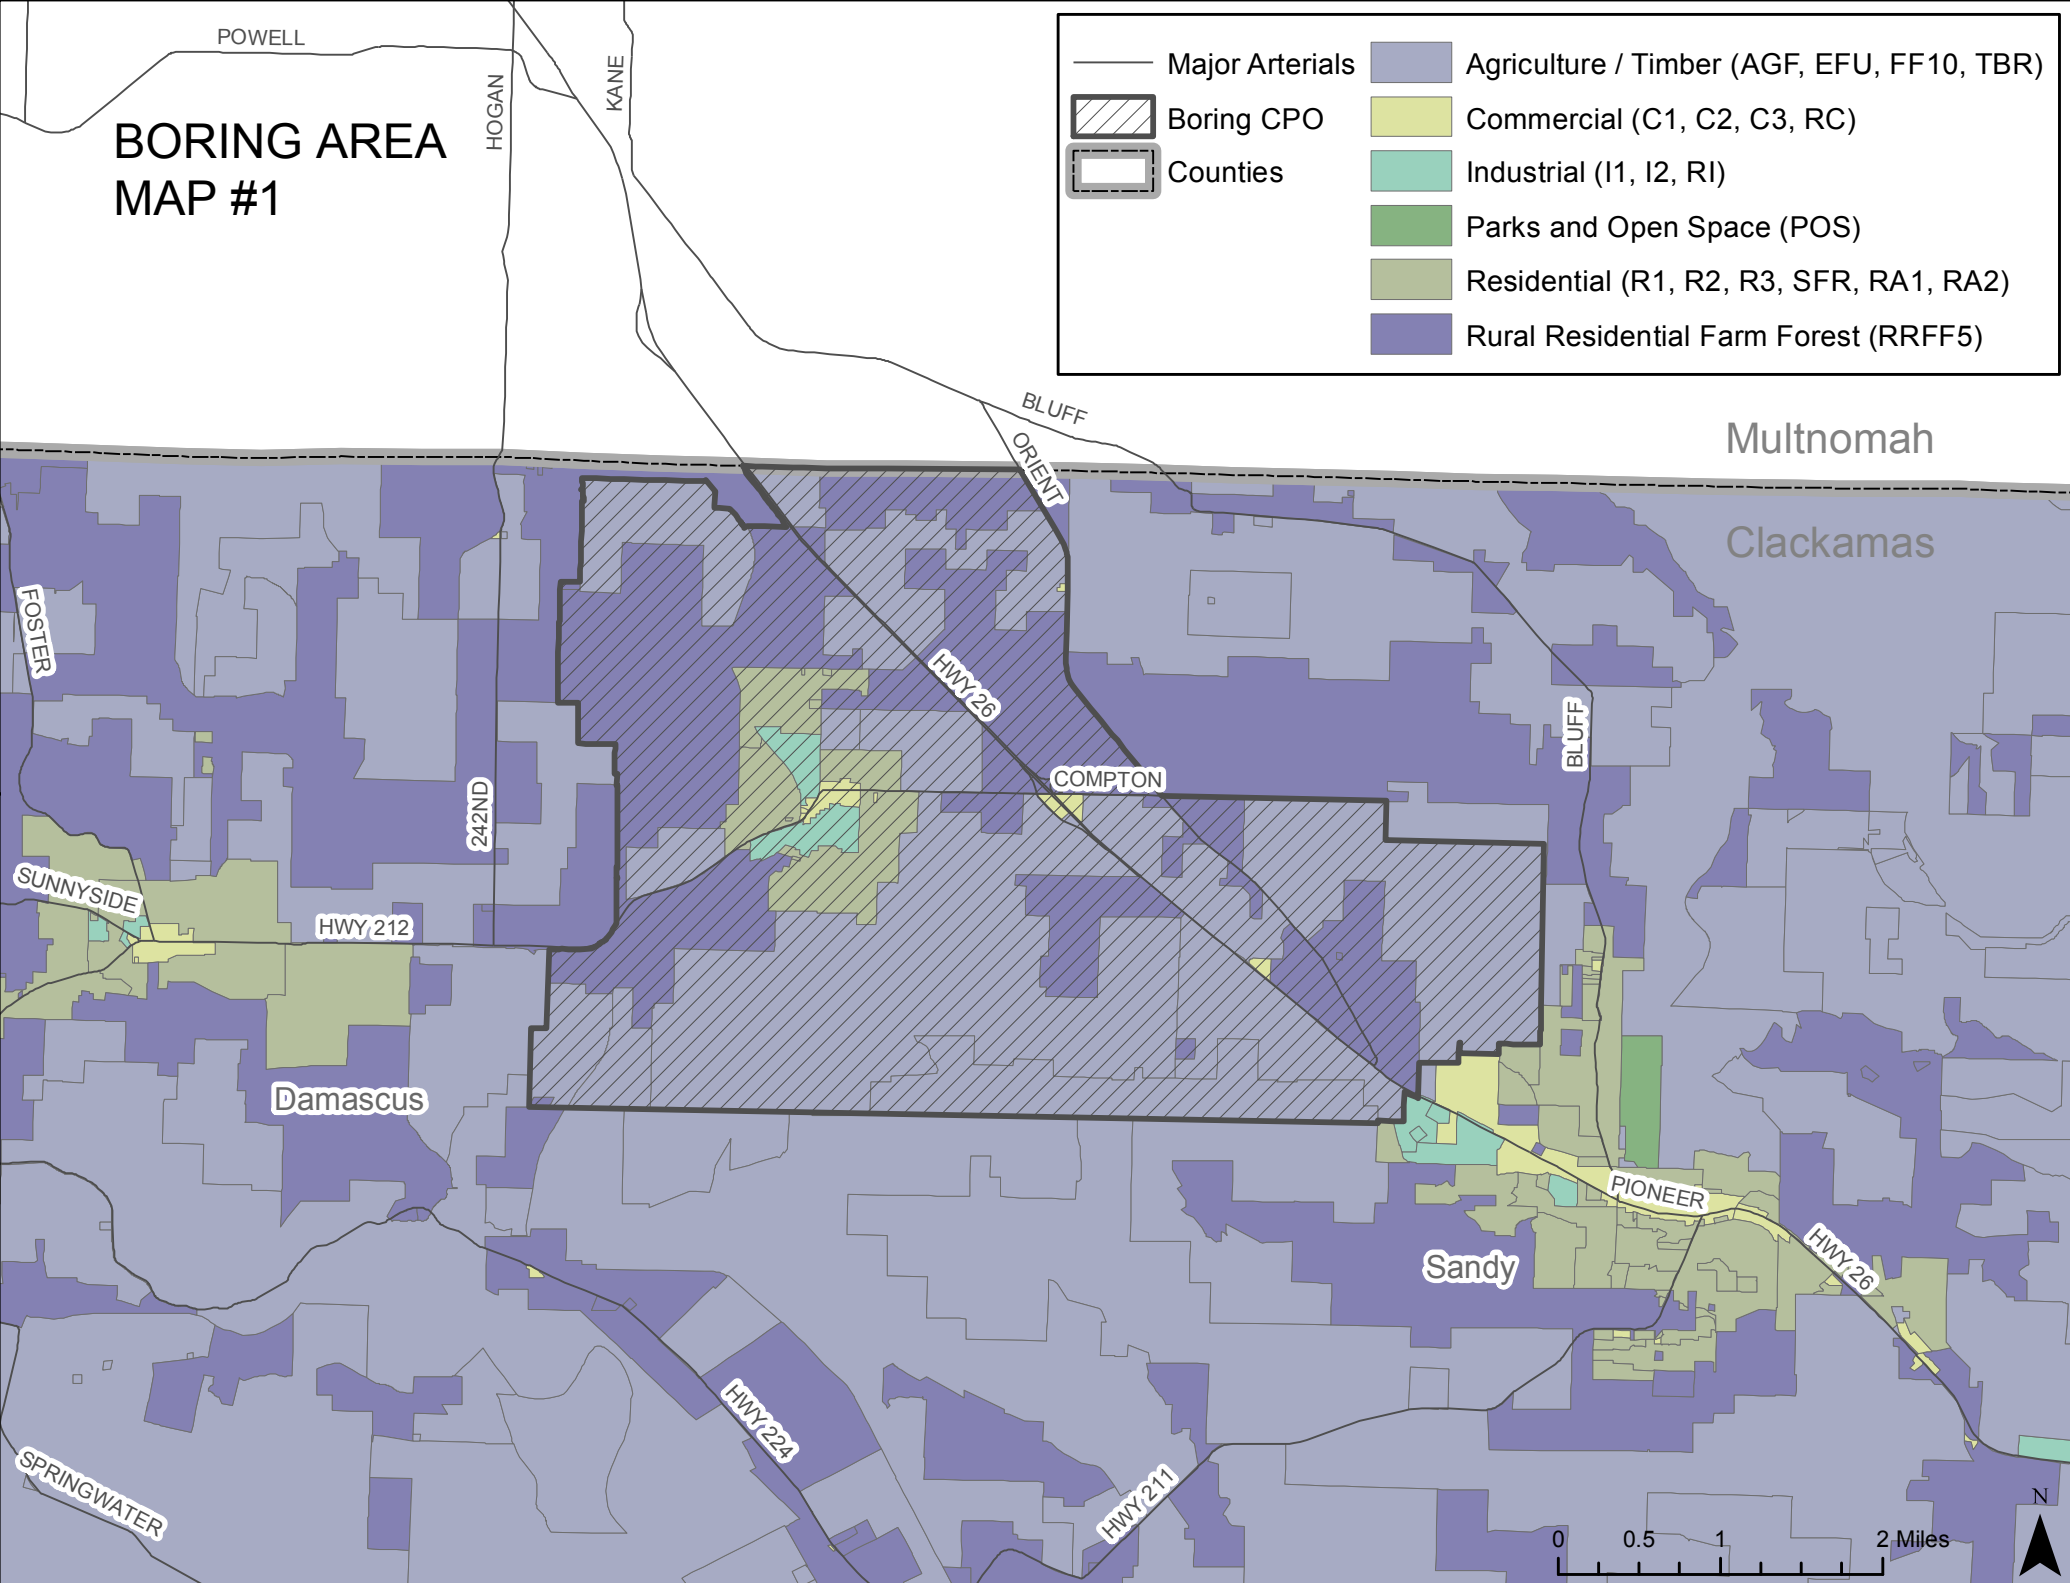 POWELL
HOGAN
KANE
BORING AREA
MAP #1
Major Arterials
Boring CPO
Counties
Agriculture / Timber (AGF, EFU, FF10, TBR)
Commercial (C1, C2, C3, RC)
Industrial (I1, I2, RI)
Parks and Open Space (POS)
Residential (R1, R2, R3, SFR, RA1, RA2)
Rural Residential Farm Forest (RRFF5)
BLUFF
ORIENT
Multnomah
Clackamas
FOSTER
HWY 26
BLUFF
COMPTON
242ND
SUNNYSIDE
HWY 212
Damascus
PIONEER
Sandy
HWY 26
HWY 224
HWY 211
SPRINGWATER
N
0 0.5 1 2 Miles